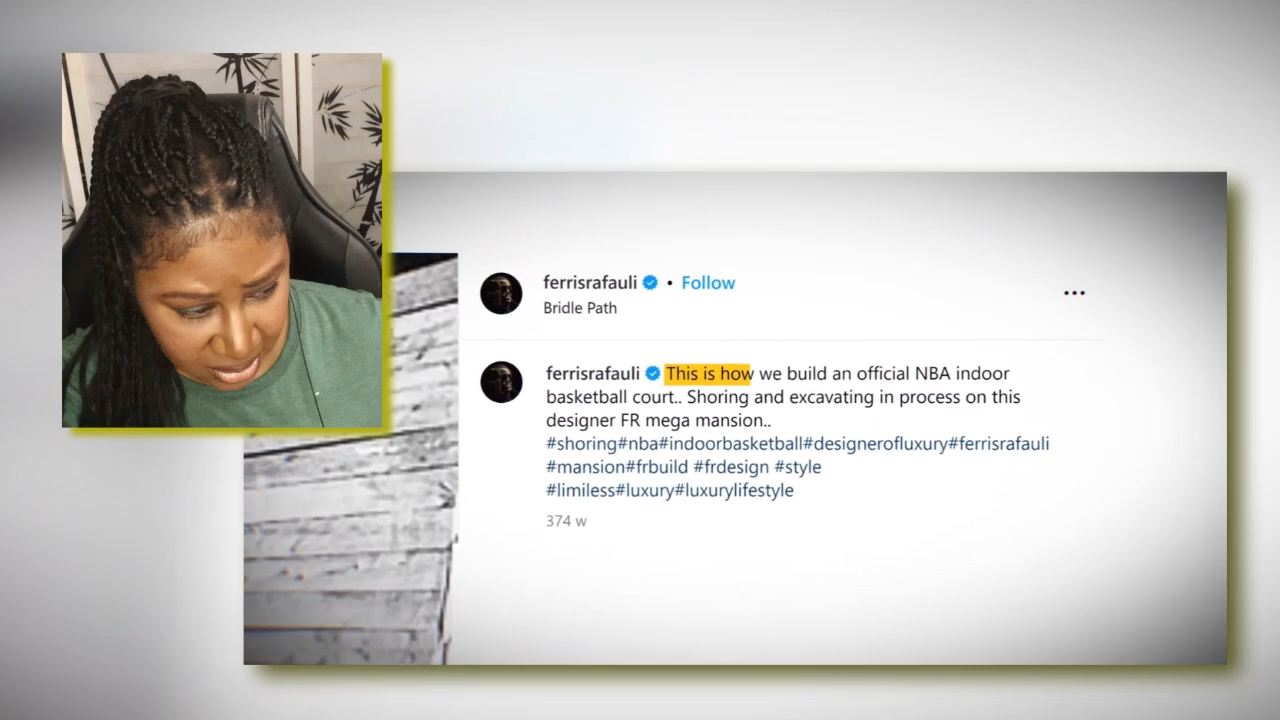 ferrisrafauli • Follow
Bridle Path
ferrisrafauli This is how we build an official NBA indoor
basketball court.. Shoring and excavating in process on this
designer FR mega mansion..
#shoring#nba#indoorbasketball#designerofluxury#ferrisrafauli
#mansion#frbuild #frdesign #style
#limiless#luxury#luxurylifestyle
374 w